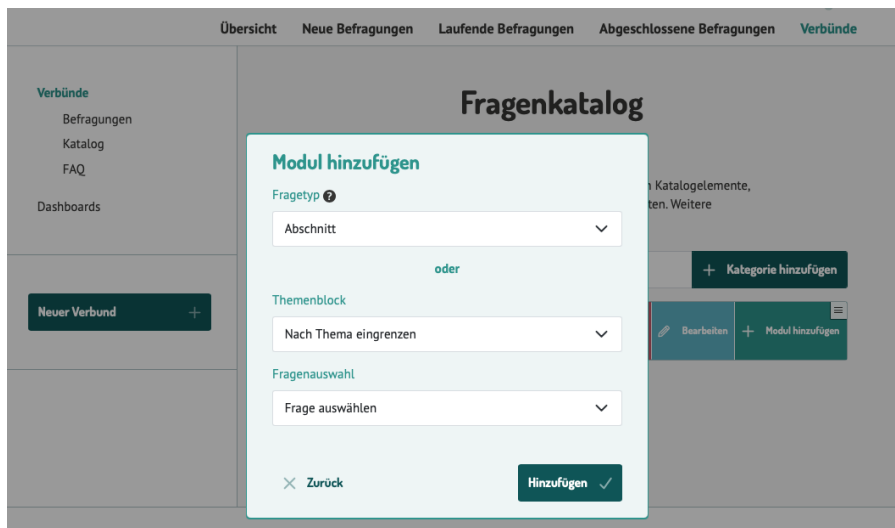 Übersicht Neue Befragungen Laufende Befragungen Abgeschlossene Befragungen Verbünde
Verbünde
Befragungen
Katalog
FAQ
Dashboards
Neuer Verbund
Fragenkatalog
n Katalogelemente,
ten. Weitere
Kategorie hinzufügen
Bearbeiten
Modul hinzufügen
Modul hinzufügen
Fragetyp ?
Abschnitt
oder
Themenblock
Nach Thema eingrenzen
Fragenauswahl
Frage auswählen
Zurück
Hinzufügen